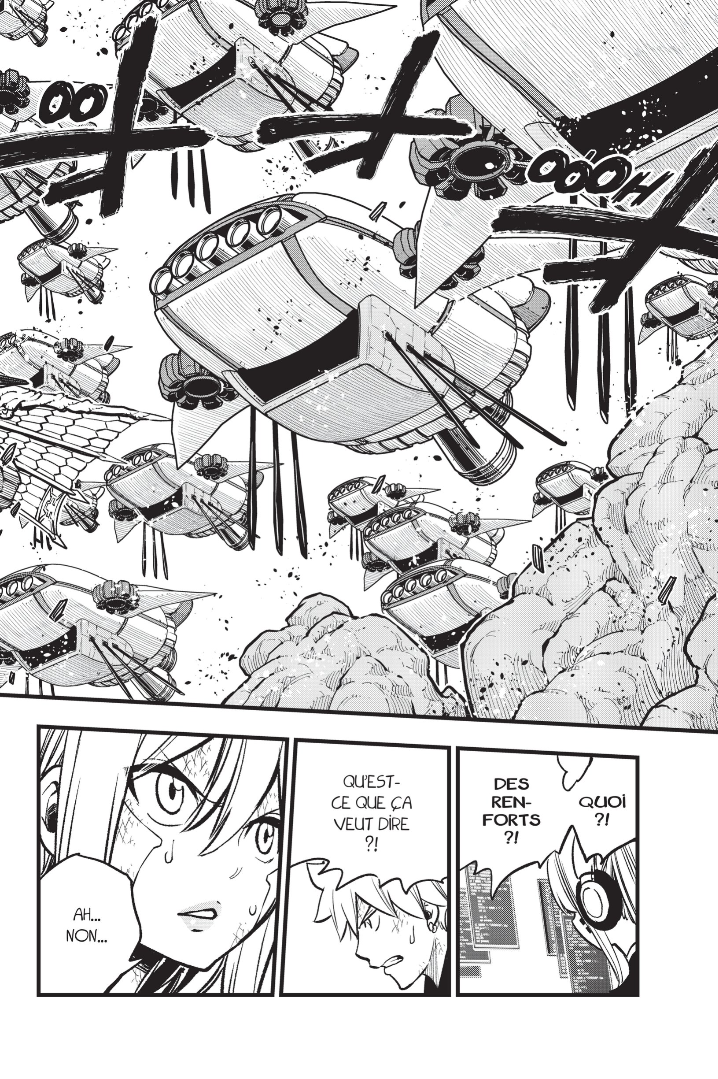 OO
OOOH
QUOI
?!
DES
REN-
FORTS
?!
QU'EST-
CE QUE ÇA
VEUT DIRE
?!
AH...
NON...